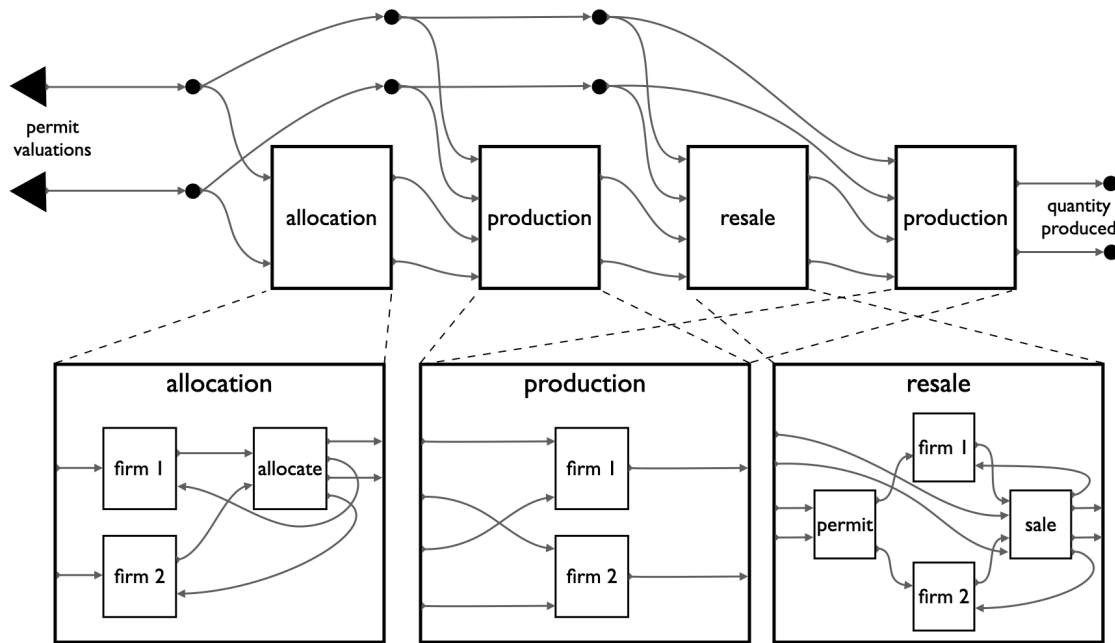 permit
valuations
allocation
production
resale
production
quantity
produced
allocation
firm 1
allocate
firm 2
production
firm 1
firm 2
resale
firm 1
permit
sale
firm 2